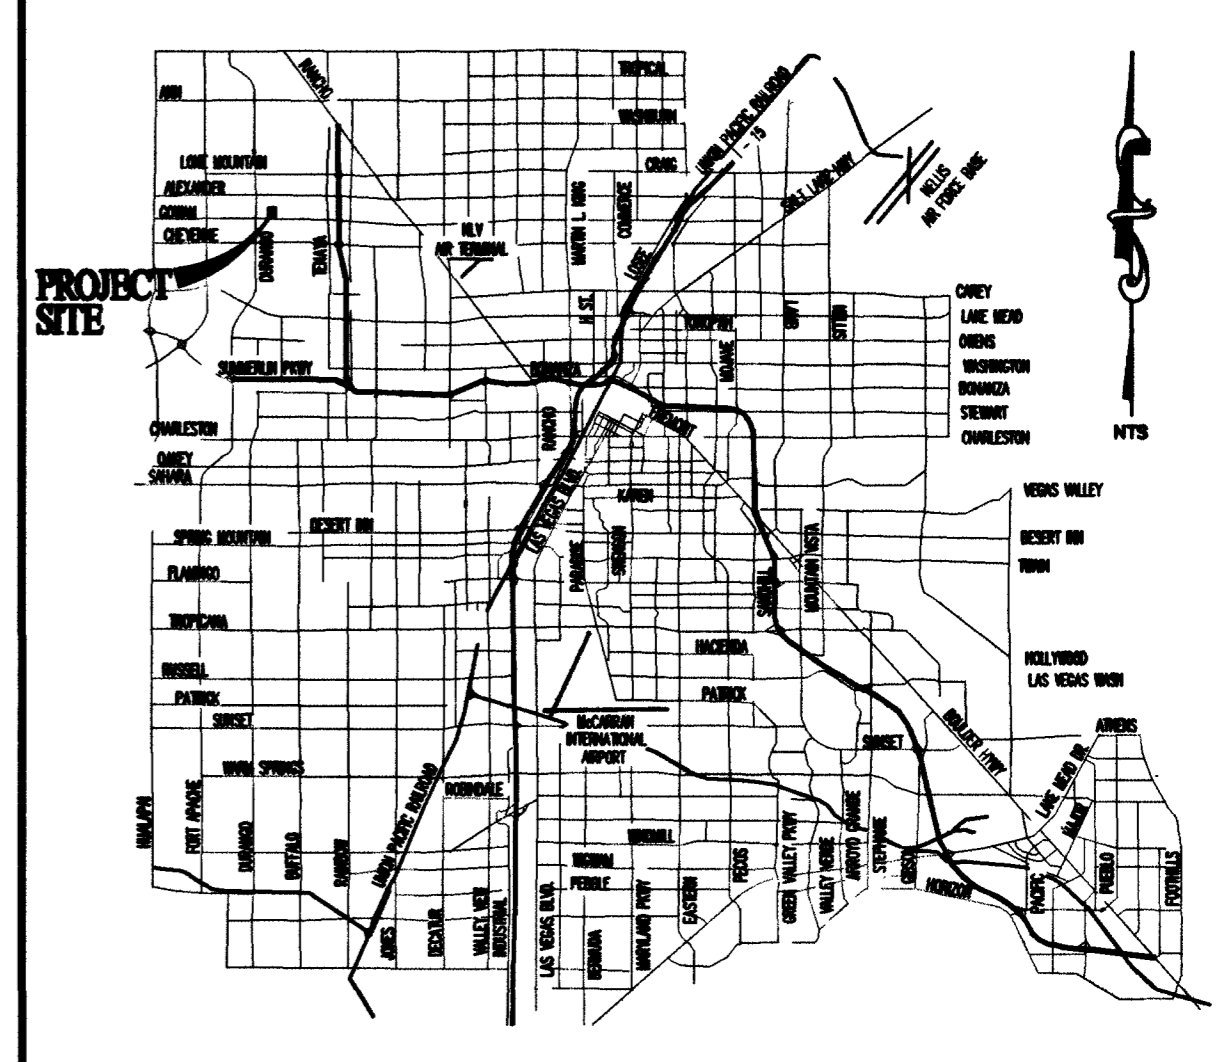 RANCHO
TROPICAL
ANN
WASHBURN
UNION PACIFIC RAILROAD
I - 15
LONE MOUNTAIN
CRAIG
SALT LAKE HWY
NELLIS
AIR FORCE BASE
ALEXANDER
GOWAN
CHEYENNE
DURANGO
TENAYA
NLV
AIR TERMINAL
MARTIN L. KING
COMMERCE
LOSEE
PROJECT
SITE
H ST.
TONOPAH
MOJAVE
CAREY
LAKE MEAD
OWENS
WASHINGTON
BONANZA
STEWART
CHARLESTON
NTS
SUMMERLIN PKWY
BONANZA
RANCHO
FREMONT
CHARLESTON
OAKEY
SAHARA
LAS VEGAS BLVD.
KAREN
VEGAS VALLEY
DESERT INN
SPRING MOUNTAIN
PARADISE
SWENSON
SANDHILL
MOUNTAIN VISTA
DESERT INN
TWAIN
FLAMINGO
TROPICANA
HACIENDA
RUSSELL
PATRICK
SUNSET
PATRICK
HOLLYWOOD
LAS VEGAS WASH
McCARRAN
INTERNATIONAL
AIRPORT
SUNSET
BOULDER HWY
ATHENS
LAKE MEAD DR.
MAJOR
WARM SPRINGS
ROBINDALE
WINDMILL
WIGWAM
PEBBLE
HUALAPAI
FORT APACHE
DURANGO
BUFFALO
RAINBOW
UNION PACIFIC RAILROAD
JONES
DECATUR
VALLEY VIEW
INDUSTRIAL
LAS VEGAS BLVD.
BERMUDA
MARYLAND PKWY
EASTERN
PECOS
GREEN VALLEY PKWY
VALLEY VERDE
ARROYO GRANDE
STEPHANIE
GIBSON
HORIZON
PACIFIC
PUEBLO
FOOTHILLS